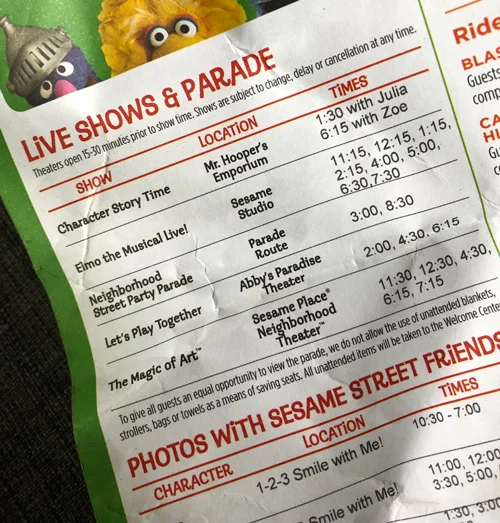 LiVE SHOWS & PARADE
Theaters open 15-30 minutes prior to show time. Shows are subject to change, delay or cancellation at any time.
SHOW LOCATiON TiMES
Character Story Time Mr. Hooper's 1:30 with Julia
Emporium 6:15 with Zoe
Elmo the Musical Live! Sesame 11:15, 12:15, 1:15,
Studio 2:15, 4:00, 5:00,
6:30,7:30
Neighborhood Parade 3:00, 8:30
Street Party Parade Route
Let's Play Together Abby's Paradise 2:00, 4:30, 6:15
Theater
The Magic of Art™ Sesame Place® 11:30, 12:30, 4:30,
Neighborhood 6:15, 7:15
Theater™
To give all guests an equal opportunity to view the parade, we do not allow the use of unattended blankets,
strollers, bags or towels as a means of saving seats. All unattended items will be taken to the Welcome Cente
PHOTOS WiTH SESAME STREET FRiENDS
CHARACTER LOCATiON TiMES
1-2-3 Smile with Me! 10:30 - 7:00
Smile with Me! 11:00, 12:00
3:30, 5:00,
1:30, 3:00
Ride
BLAS
Guests
comp
CA
H
Gu